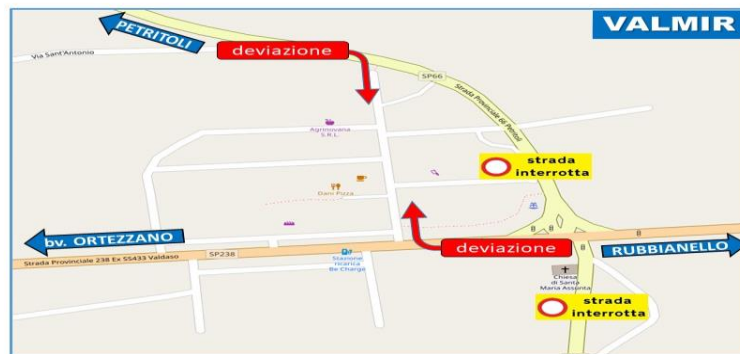 VALMIR
PETRITOLI
deviazione
Via Sant'Antonio
SP66
Strada Provinciale 66 Petritoli
Agrinovana
S.R.L.
strada
interrotta
Dani Pizza
bv. ORTEZZANO
B
B
B
B
deviazione
RUBBIANELLO
SP238
Strada Provinciale 238 Ex SS433 Valdaso
Stazione
ricarica
Be Charge
Chiesa
di Santa
Maria Assunta
strada
interrotta